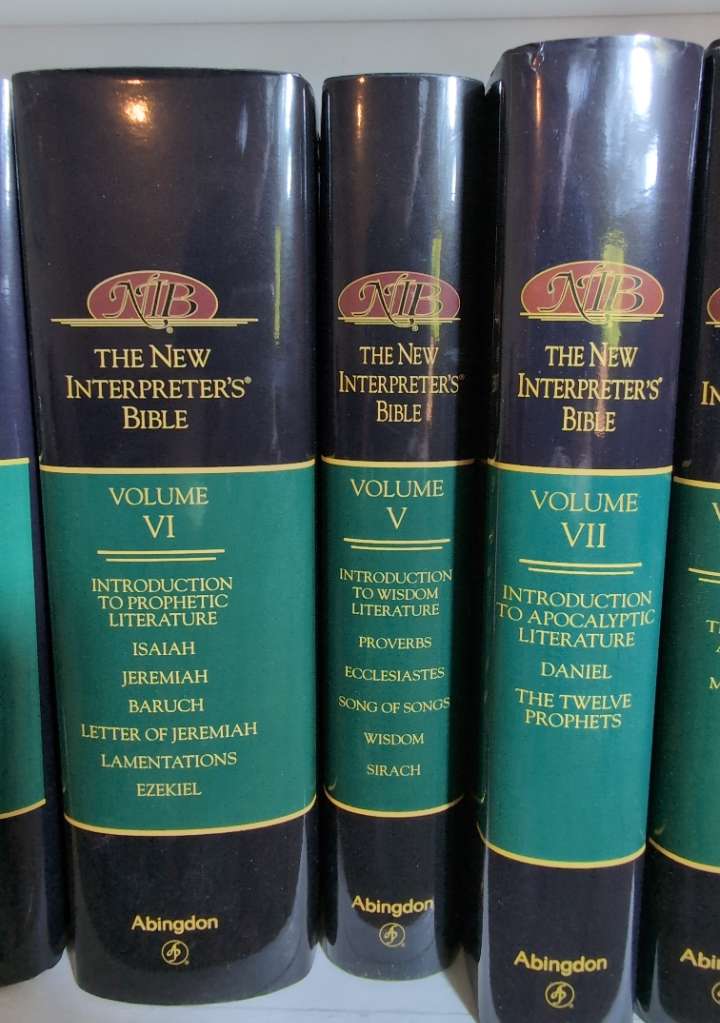 NIB
THE NEW
INTERPRETER'S®
BIBLE
VOLUME
VI
INTRODUCTION
TO PROPHETIC
LITERATURE
ISAIAH
JEREMIAH
BARUCH
LETTER OF JEREMIAH
LAMENTATIONS
EZEKIEL
Abingdon
NIB
THE NEW
INTERPRETER'S®
BIBLE
VOLUME
V
INTRODUCTION
TO WISDOM
LITERATURE
PROVERBS
ECCLESIASTES
SONG OF SONGS
WISDOM
SIRACH
Abingdon
NIB
THE NEW
INTERPRETER'S®
BIBLE
VOLUME
VII
INTRODUCTION
TO APOCALYPTIC
LITERATURE
DANIEL
THE TWELVE
PROPHETS
Abingdon